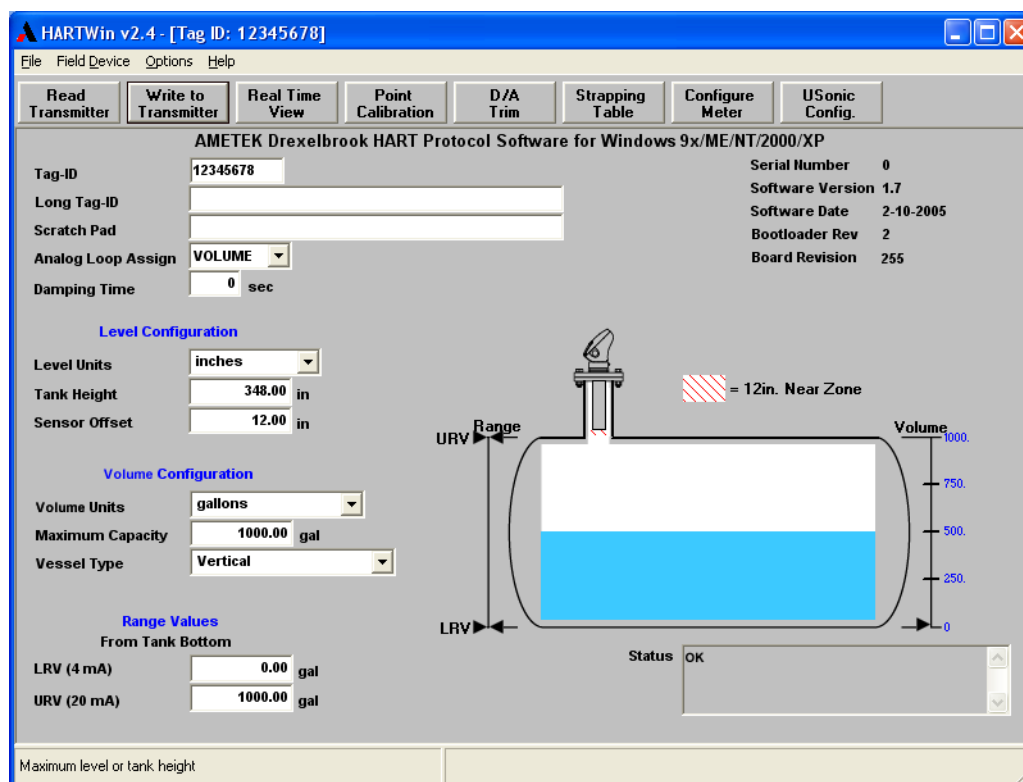 HARTWin v2.4 - [Tag ID: 12345678]
File Field Device Options Help
Read Transmitter
Write to Transmitter
Real Time View
Point Calibration
D/A Trim
Strapping Table
Configure Meter
USonic Config.
AMETEK Drexelbrook HART Protocol Software for Windows 9x/ME/NT/2000/XP
Tag-ID 12345678
Long Tag-ID
Scratch Pad
Analog Loop Assign VOLUME
Damping Time 0 sec
Serial Number 0
Software Version 1.7
Software Date 2-10-2005
Bootloader Rev 2
Board Revision 255
Level Configuration
Level Units inches
Tank Height 348.00 in
Sensor Offset 12.00 in
Volume Configuration
Volume Units gallons
Maximum Capacity 1000.00 gal
Vessel Type Vertical
Range Values
From Tank Bottom
LRV (4 mA) 0.00 gal
URV (20 mA) 1000.00 gal
= 12in. Near Zone
Range
URV
LRV
Volume
1000.
750.
500.
250.
0
Status OK
Maximum level or tank height